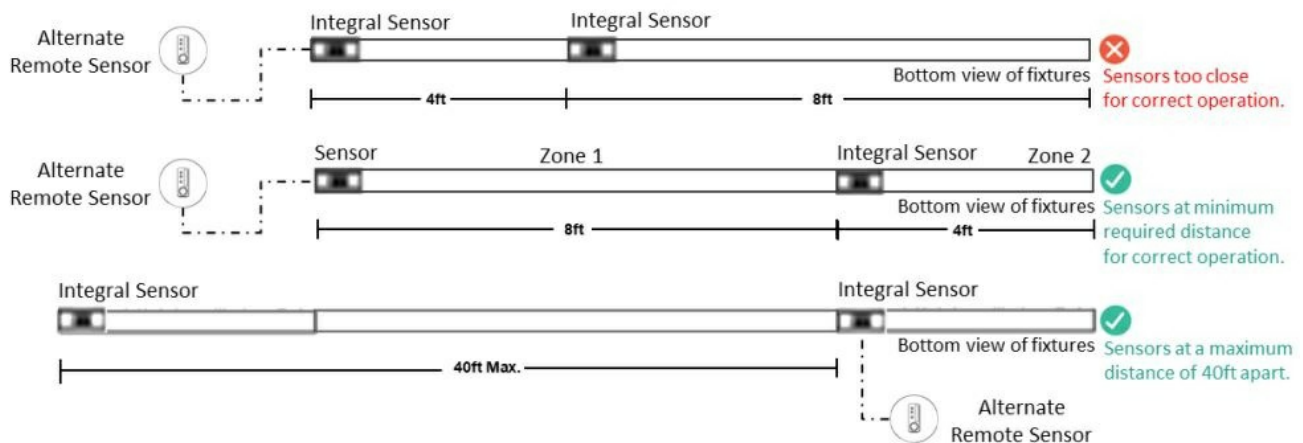 Integral Sensor
Integral Sensor
Alternate
Remote Sensor
Bottom view of fixtures
Sensors too close
for correct operation.
4ft
8ft
Alternate
Remote Sensor
Sensor
Zone 1
Integral Sensor
Zone 2
Bottom view of fixtures
Sensors at minimum
required distance
for correct operation.
8ft
4ft
Integral Sensor
Integral Sensor
Bottom view of fixtures
Sensors at a maximum
distance of 40ft apart.
40ft Max.
Alternate
Remote Sensor